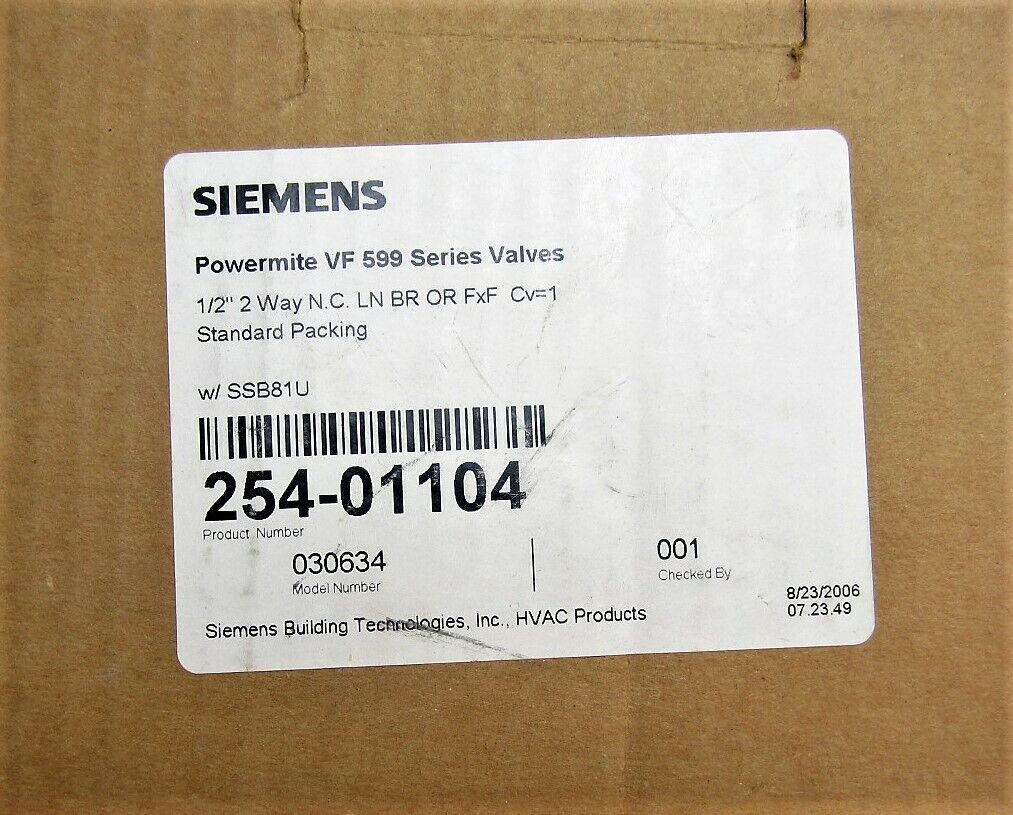 SIEMENS
Powermite VF 599 Series Valves
1/2" 2 Way N.C. LN BR OR FxF Cv=1
Standard Packing
w/ SSB81U
254-01104
Product Number
030634
Model Number
001
Checked By
8/23/2006
07.23.49
Siemens Building Technologies, Inc., HVAC Products